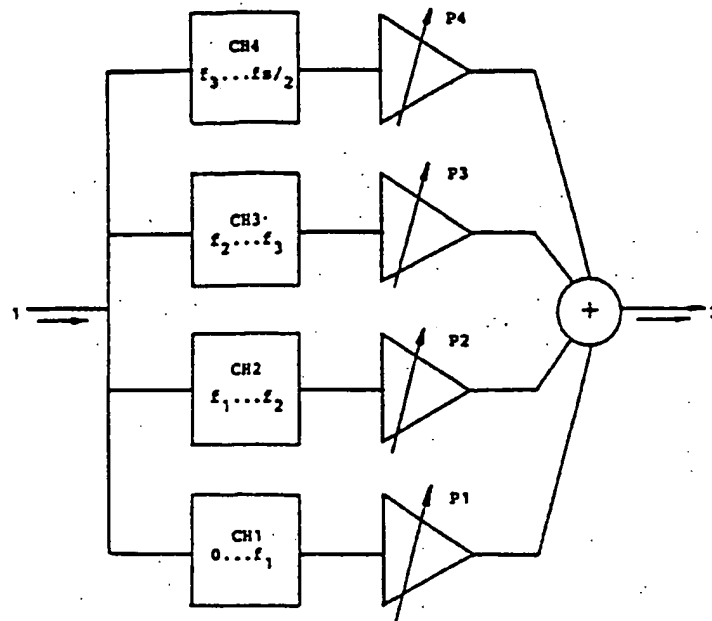 CH4
f₃...fs/₂
P4
CH3
f₂...f₃
P3
1
+
CH2
f₁...f₂
P2
CH1
0...f₁
P1